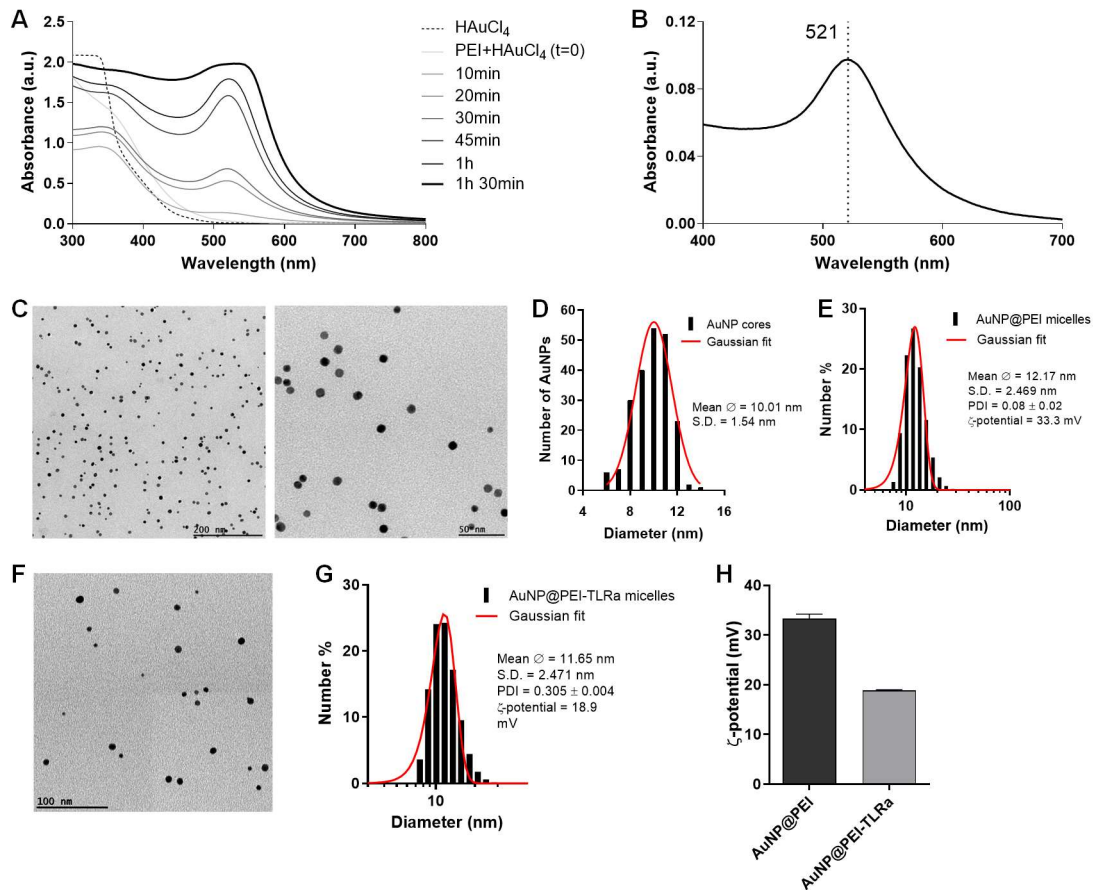 A
2.5
2.0
1.5
1.0
0.5
0.0
Absorbance (a.u.)
300 400 500 600 700 800
Wavelength (nm)
HAuCl₄
PEI+HAuCl₄ (t=0)
10min
20min
30min
45min
1h
1h 30min
B
0.12
0.08
0.04
0.00
Absorbance (a.u.)
521
400 500 600 700
Wavelength (nm)
C
200 nm
50 nm
D
60
50
40
30
20
10
0
Number of AuNPs
4 8 12 16
Diameter (nm)
AuNP cores
Gaussian fit
Mean ∅ = 10.01 nm
S.D. = 1.54 nm
E
30
20
10
0
Number %
10 100
Diameter (nm)
AuNP@PEI micelles
Gaussian fit
Mean ∅ = 12.17 nm
S.D. = 2.469 nm
PDI = 0.08 ± 0.02
ζ-potential = 33.3 mV
F
100 nm
G
30
20
10
0
Number %
10
Diameter (nm)
AuNP@PEI-TLRa micelles
Gaussian fit
Mean ∅ = 11.65 nm
S.D. = 2.471 nm
PDI = 0.305 ± 0.004
ζ-potential = 18.9
mV
H
40
30
20
10
0
ζ-potential (mV)
AuNP@PEI
AuNP@PEI-TLRa